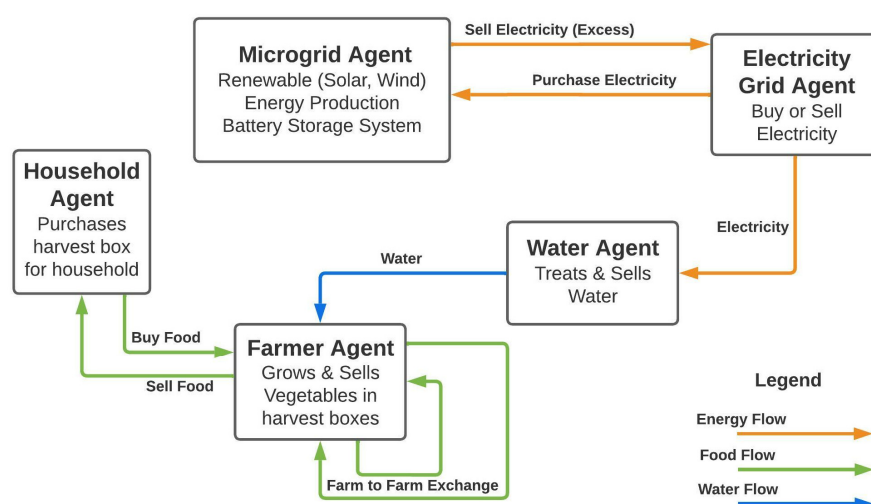 Sell Electricity (Excess)
Microgrid Agent
Renewable (Solar, Wind)
Energy Production
Battery Storage System
Purchase Electricity
Electricity
Grid Agent
Buy or Sell
Electricity
Household
Agent
Purchases
harvest box
for household
Electricity
Water Agent
Treats & Sells
Water
Water
Buy Food
Sell Food
Farmer Agent
Grows & Sells
Vegetables in
harvest boxes
Farm to Farm Exchange
Legend
Energy Flow
Food Flow
Water Flow